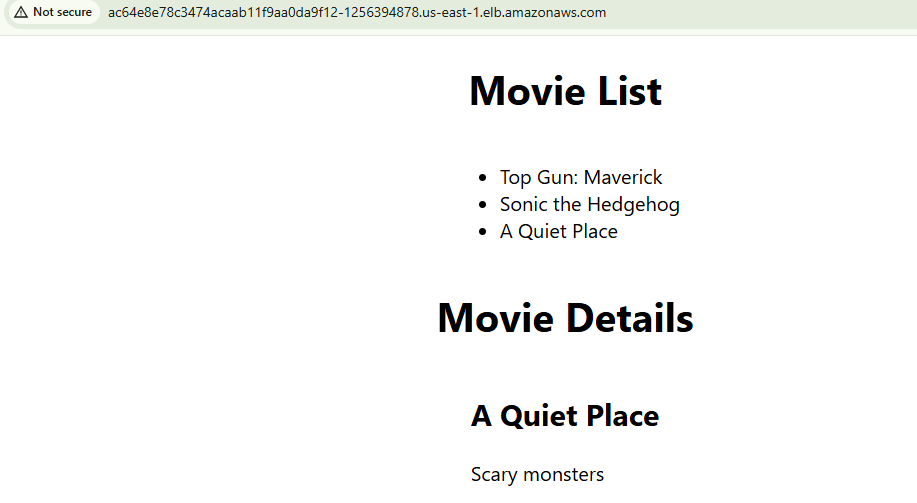 Not secure ac64e8e78c3474acaab11f9aa0da9f12-1256394878.us-east-1.elb.amazonaws.com
Movie List
Top Gun: Maverick
Sonic the Hedgehog
A Quiet Place
Movie Details
A Quiet Place
Scary monsters